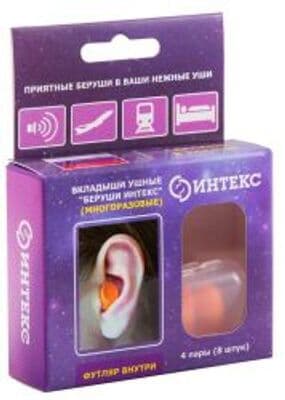 ПРИЯТНЫЕ БЕРУШИ В ВАШИ НЕЖНЫЕ УШИ
ВКЛАДЫШИ УШНЫЕ
"БЕРУШИ ИНТЕКС"
(МНОГОРАЗОВЫЕ)
ИНТЕКС
ИНТЕКС
ФУТЛЯР ВНУТРИ
4 пары (8 штук)